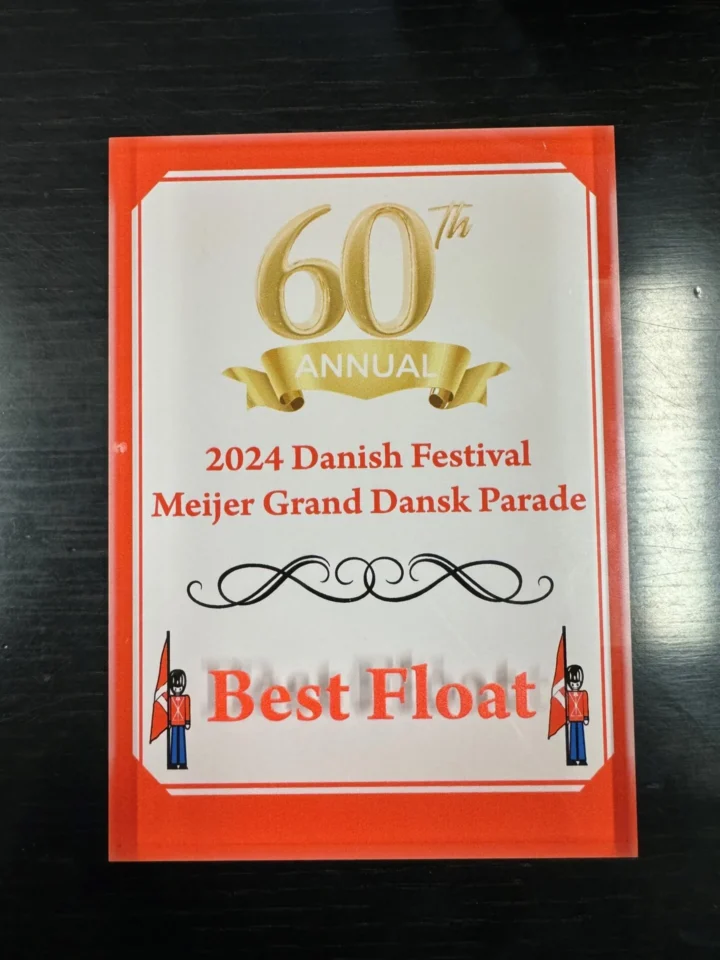 60Th
ANNUAL
2024 Danish Festival
Meijer Grand Dansk Parade
Best Float